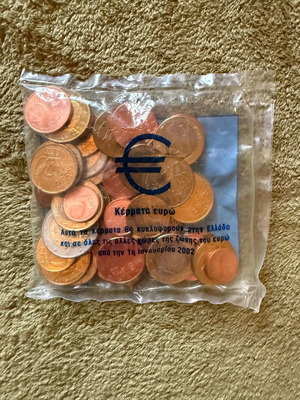 €
Κέρματα ευρώ
Αυτά τα κέρματα θα κυκλοφορούν στην Ελλάδα
και σε όλες τις άλλες χώρες της ζώνης του ευρώ
από την 1η Ιανουαρίου 2002